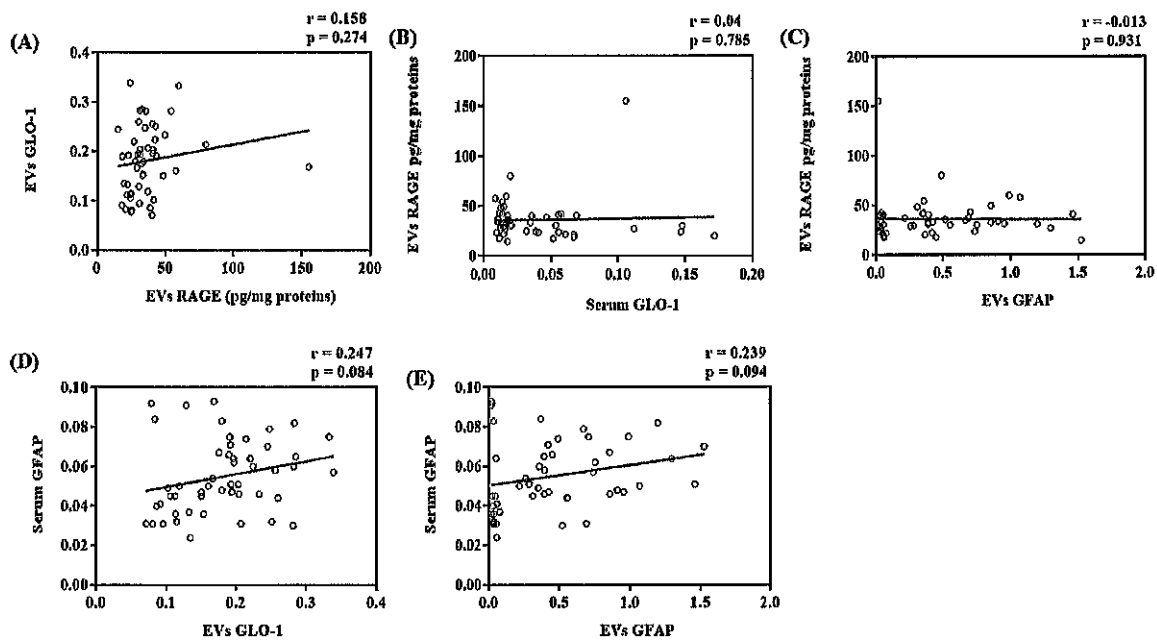 r = 0.158
p = 0.274
(A)
0.4
0.3
0.2
0.1
0.0
EVs GLO-1
0
50
100
150
200
EVs RAGE (pg/mg proteins)
r = 0.04
p = 0.785
(B)
200
150
100
50
0
EVs RAGE pg/mg proteins
0.00
0.05
0.10
0.15
0.20
Serum GLO-1
r = -0.013
p = 0.931
(C)
200
150
100
50
0
EVs RAGE pg/mg proteins
0.0
0.5
1.0
1.5
2.0
EVs GFAP
r = 0.247
p = 0.084
(D)
0.10
0.08
0.06
0.04
0.02
0.00
Serum GFAP
0.0
0.1
0.2
0.3
0.4
EVs GLO-1
r = 0.239
p = 0.094
(E)
0.10
0.08
0.06
0.04
0.02
0.00
Serum GFAP
0.0
0.5
1.0
1.5
2.0
EVs GFAP